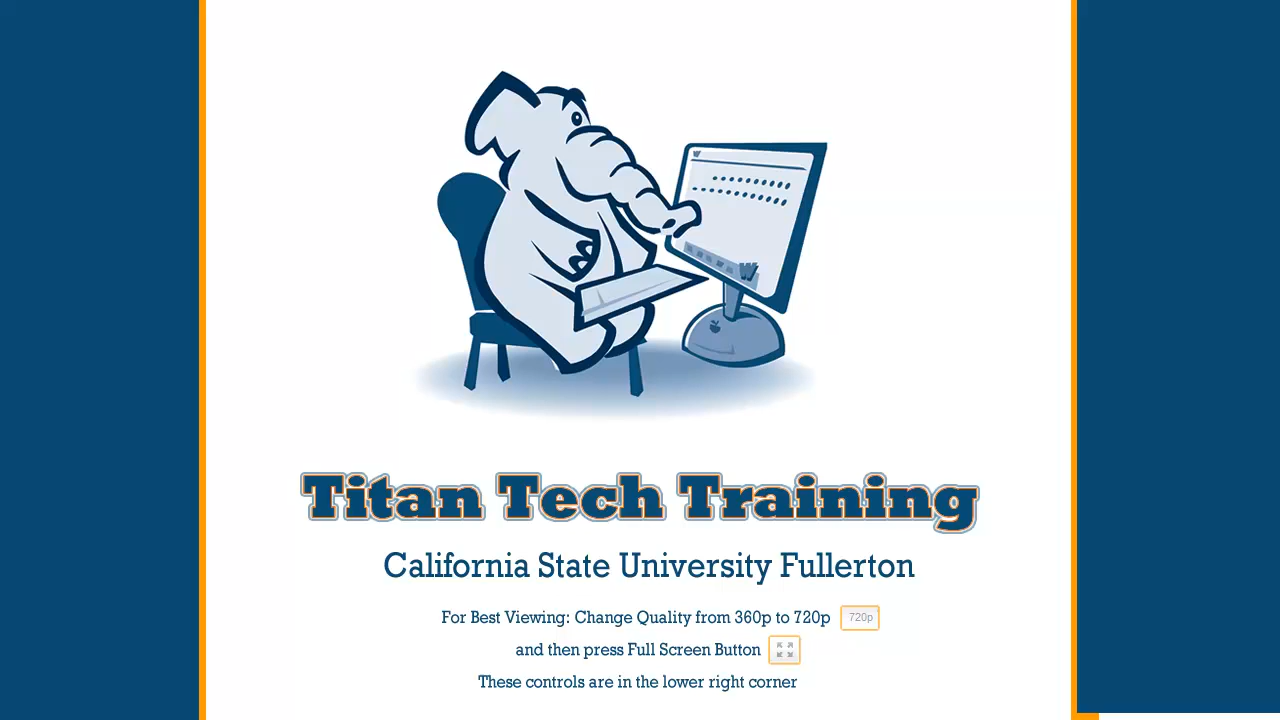 Titan Tech Training
California State University Fullerton
For Best Viewing: Change Quality from 360p to 720p 720p
and then press Full Screen Button
These controls are in the lower right corner